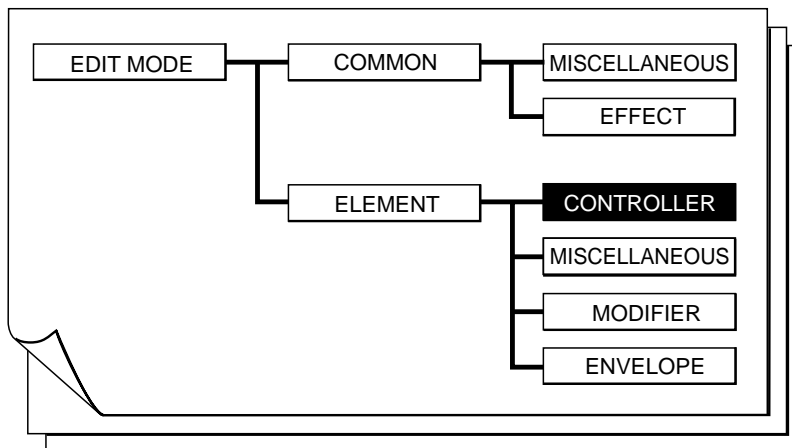 EDIT MODE
COMMON
MISCELLANEOUS
EFFECT
ELEMENT
CONTROLLER
MISCELLANEOUS
MODIFIER
ENVELOPE